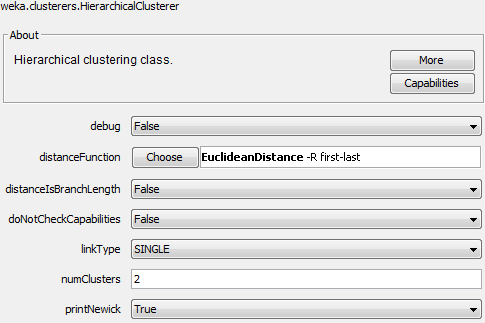 weka.clusterers.HierarchicalClusterer
About
Hierarchical clustering class.
More
Capabilities
debug False
distanceFunction Choose EuclideanDistance -R first-last
distanceIsBranchLength False
doNotCheckCapabilities False
linkType SINGLE
numClusters 2
printNewick True